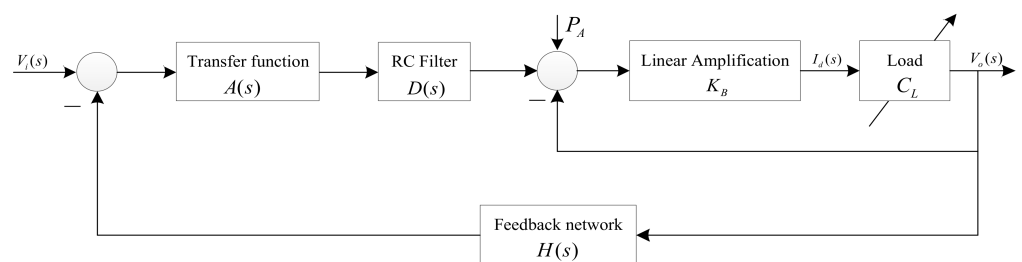 V_i(s)
Transfer function
A(s)
RC Filter
D(s)
P_A
Linear Amplification
K_B
I_d(s)
Load
C_L
V_o(s)
−
−
Feedback network
H(s)